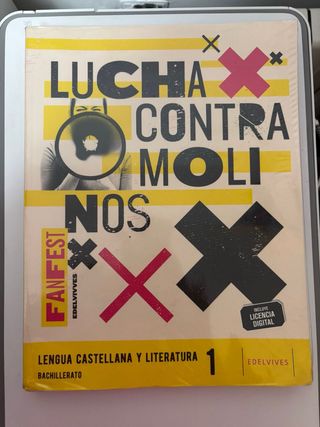 LUCHA
CONTRA
MOLI
NOS
FANFEST
EDELVIVES
INCLUYE
LICENCIA
DIGITAL
LENGUA CASTELLANA Y LITERATURA 1
BACHILLERATO
EDELVIVES